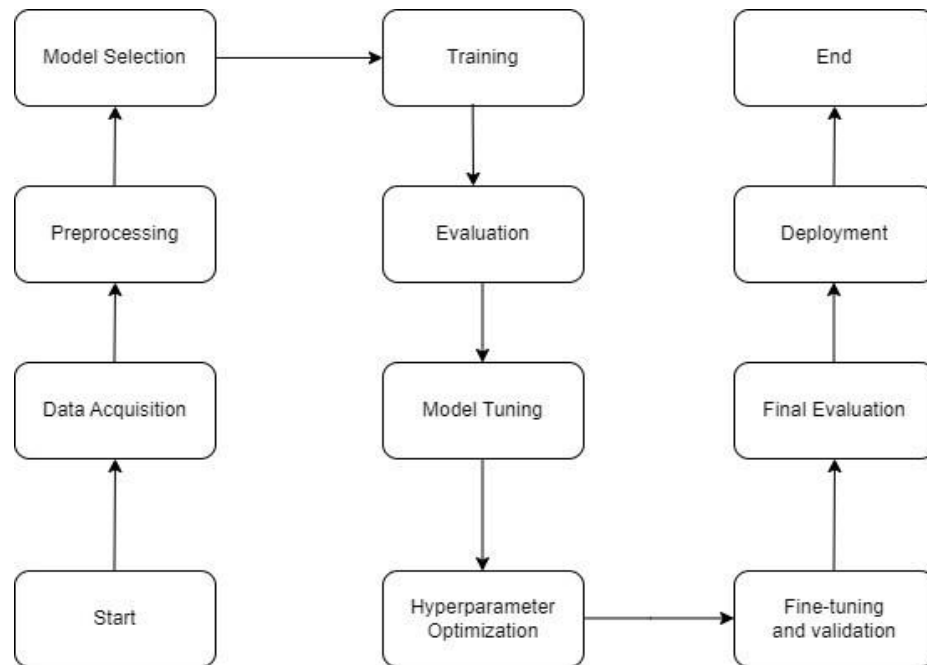 Model Selection
Training
End
Preprocessing
Evaluation
Deployment
Data Acquisition
Model Tuning
Final Evaluation
Start
Hyperparameter
Optimization
Fine-tuning
and validation